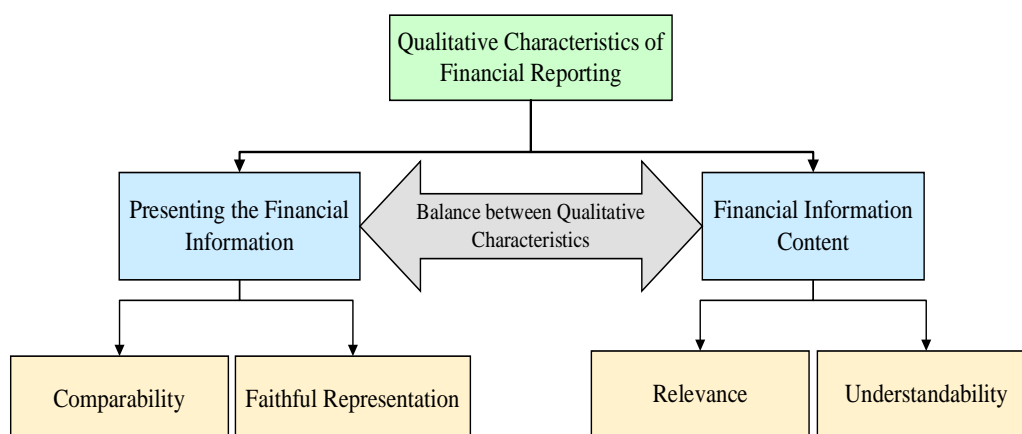 Qualitative Characteristics of
Financial Reporting
Presenting the Financial
Information
Balance between Qualitative
Characteristics
Financial Information
Content
Comparability
Faithful Representation
Relevance
Understandability